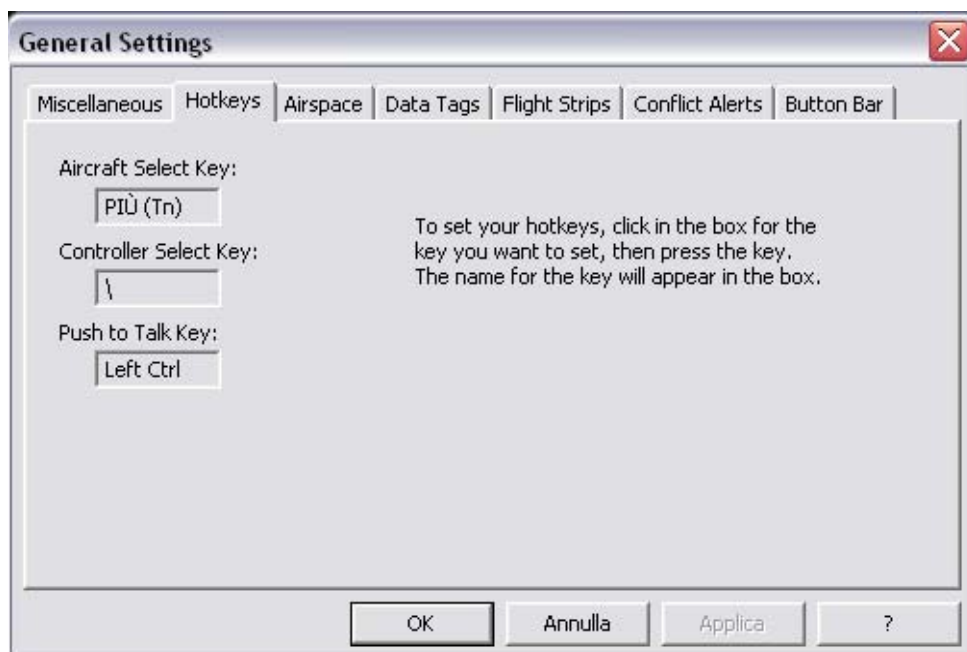 General Settings
Miscellaneous
Hotkeys
Airspace
Data Tags
Flight Strips
Conflict Alerts
Button Bar
Aircraft Select Key:
PIÙ (Tn)
Controller Select Key:
\
Push to Talk Key:
Left Ctrl
To set your hotkeys, click in the box for the
key you want to set, then press the key.
The name for the key will appear in the box.
OK
Annulla
Applica
?